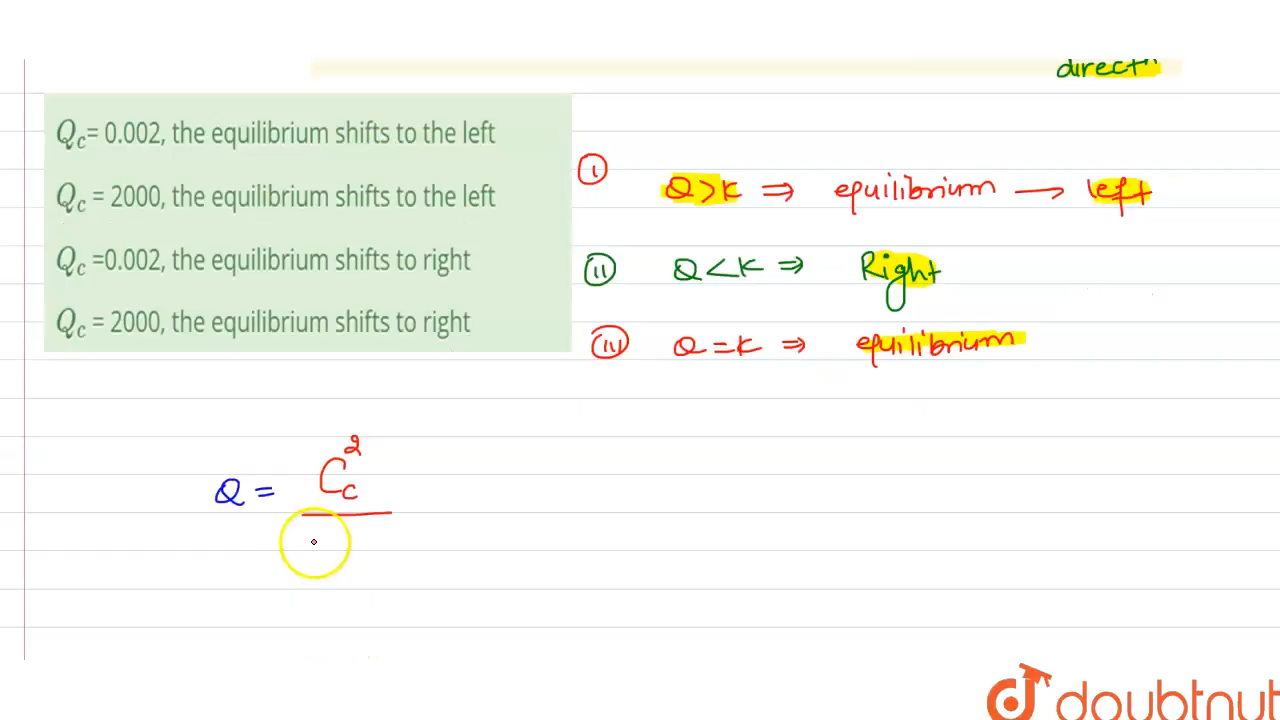 directⁿ
Qc= 0.002, the equilibrium shifts to the left
Qc = 2000, the equilibrium shifts to the left
Qc =0.002, the equilibrium shifts to right
Qc = 2000, the equilibrium shifts to right
(i) Q>K ⇒ equilibrium → left
(ii) Q<K ⇒ Right
(iii) Q=K ⇒ equilibrium
Q = C_C^2
doubtnut